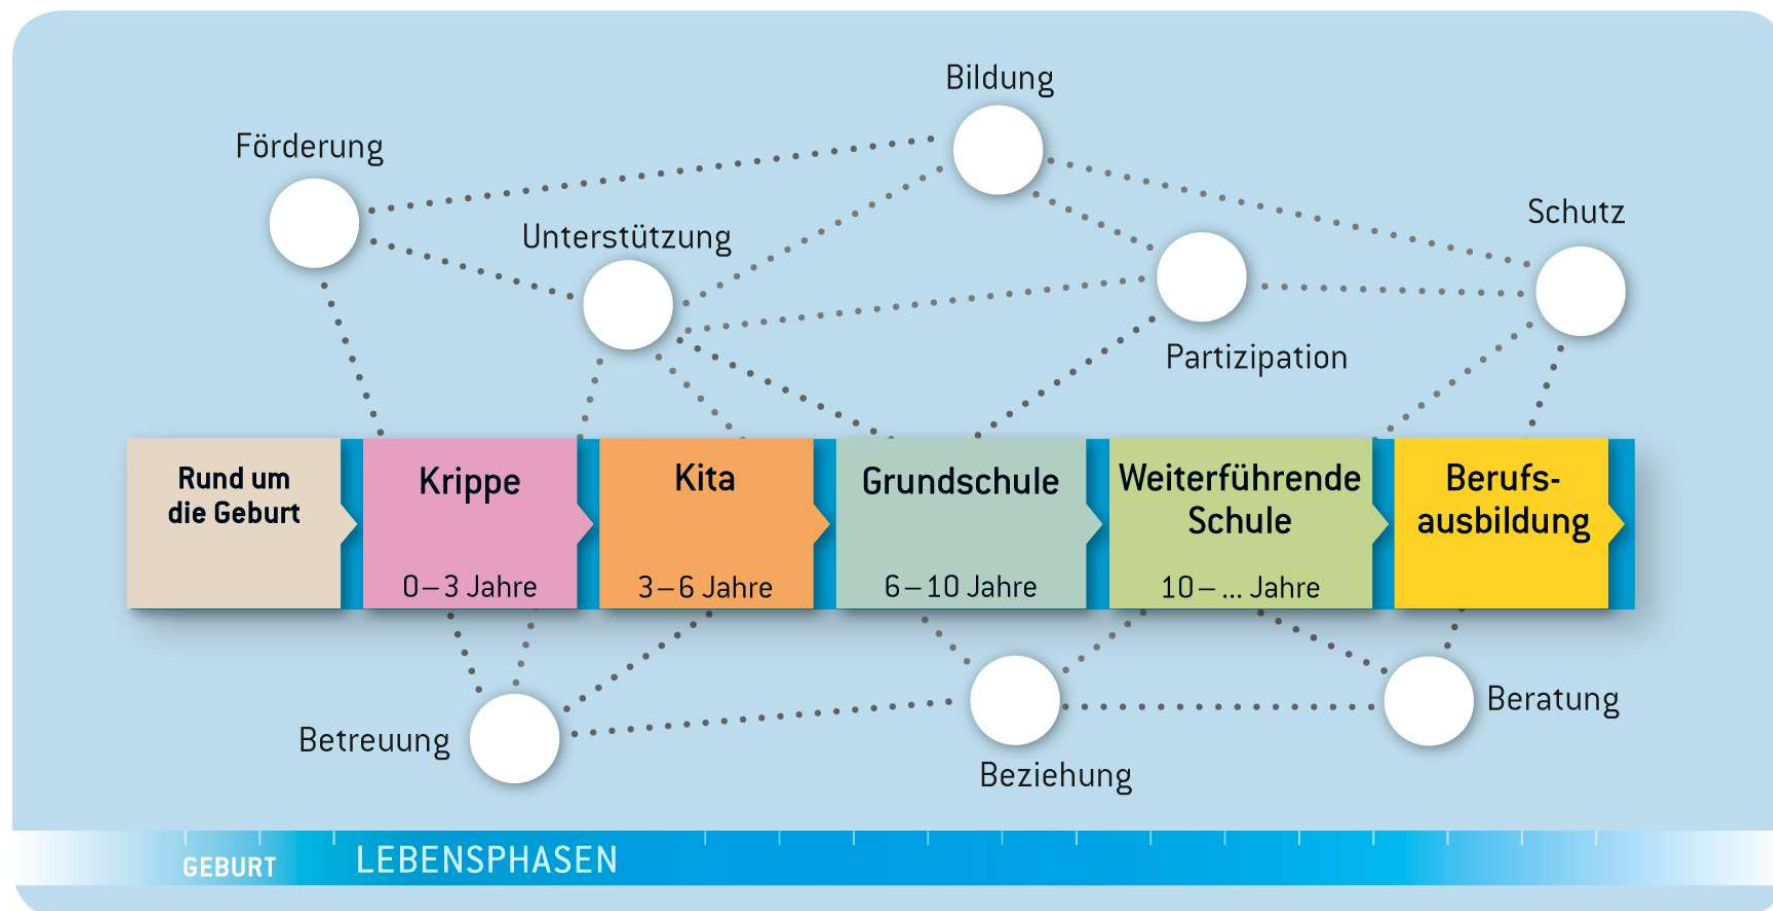 Bildung
Förderung
Schutz
Unterstützung
Partizipation
Rund um
die Geburt
Krippe
0–3 Jahre
Kita
3–6 Jahre
Grundschule
6–10 Jahre
Weiterführende
Schule
10–... Jahre
Berufs-
ausbildung
Betreuung
Beziehung
Beratung
GEBURT
LEBENSPHASEN